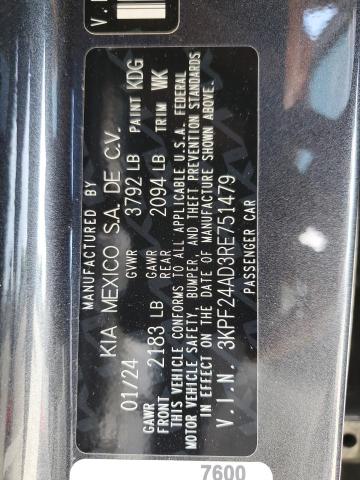 MANUFACTURED BY
KIA MEXICO S.A. DE C.V.
01/24 GVWR 3792 LB PAINT KDG
GAWR FRONT 2183 LB GAWR REAR 2094 LB TRIM WK
THIS VEHICLE CONFORMS TO ALL APPLICABLE U.S.A. FEDERAL
MOTOR VEHICLE SAFETY, BUMPER, AND THEFT PREVENTION STANDARDS
IN EFFECT ON THE DATE OF MANUFACTURE SHOWN ABOVE.
V.I.N. 3KPF24AD3RE751479
PASSENGER CAR
7600